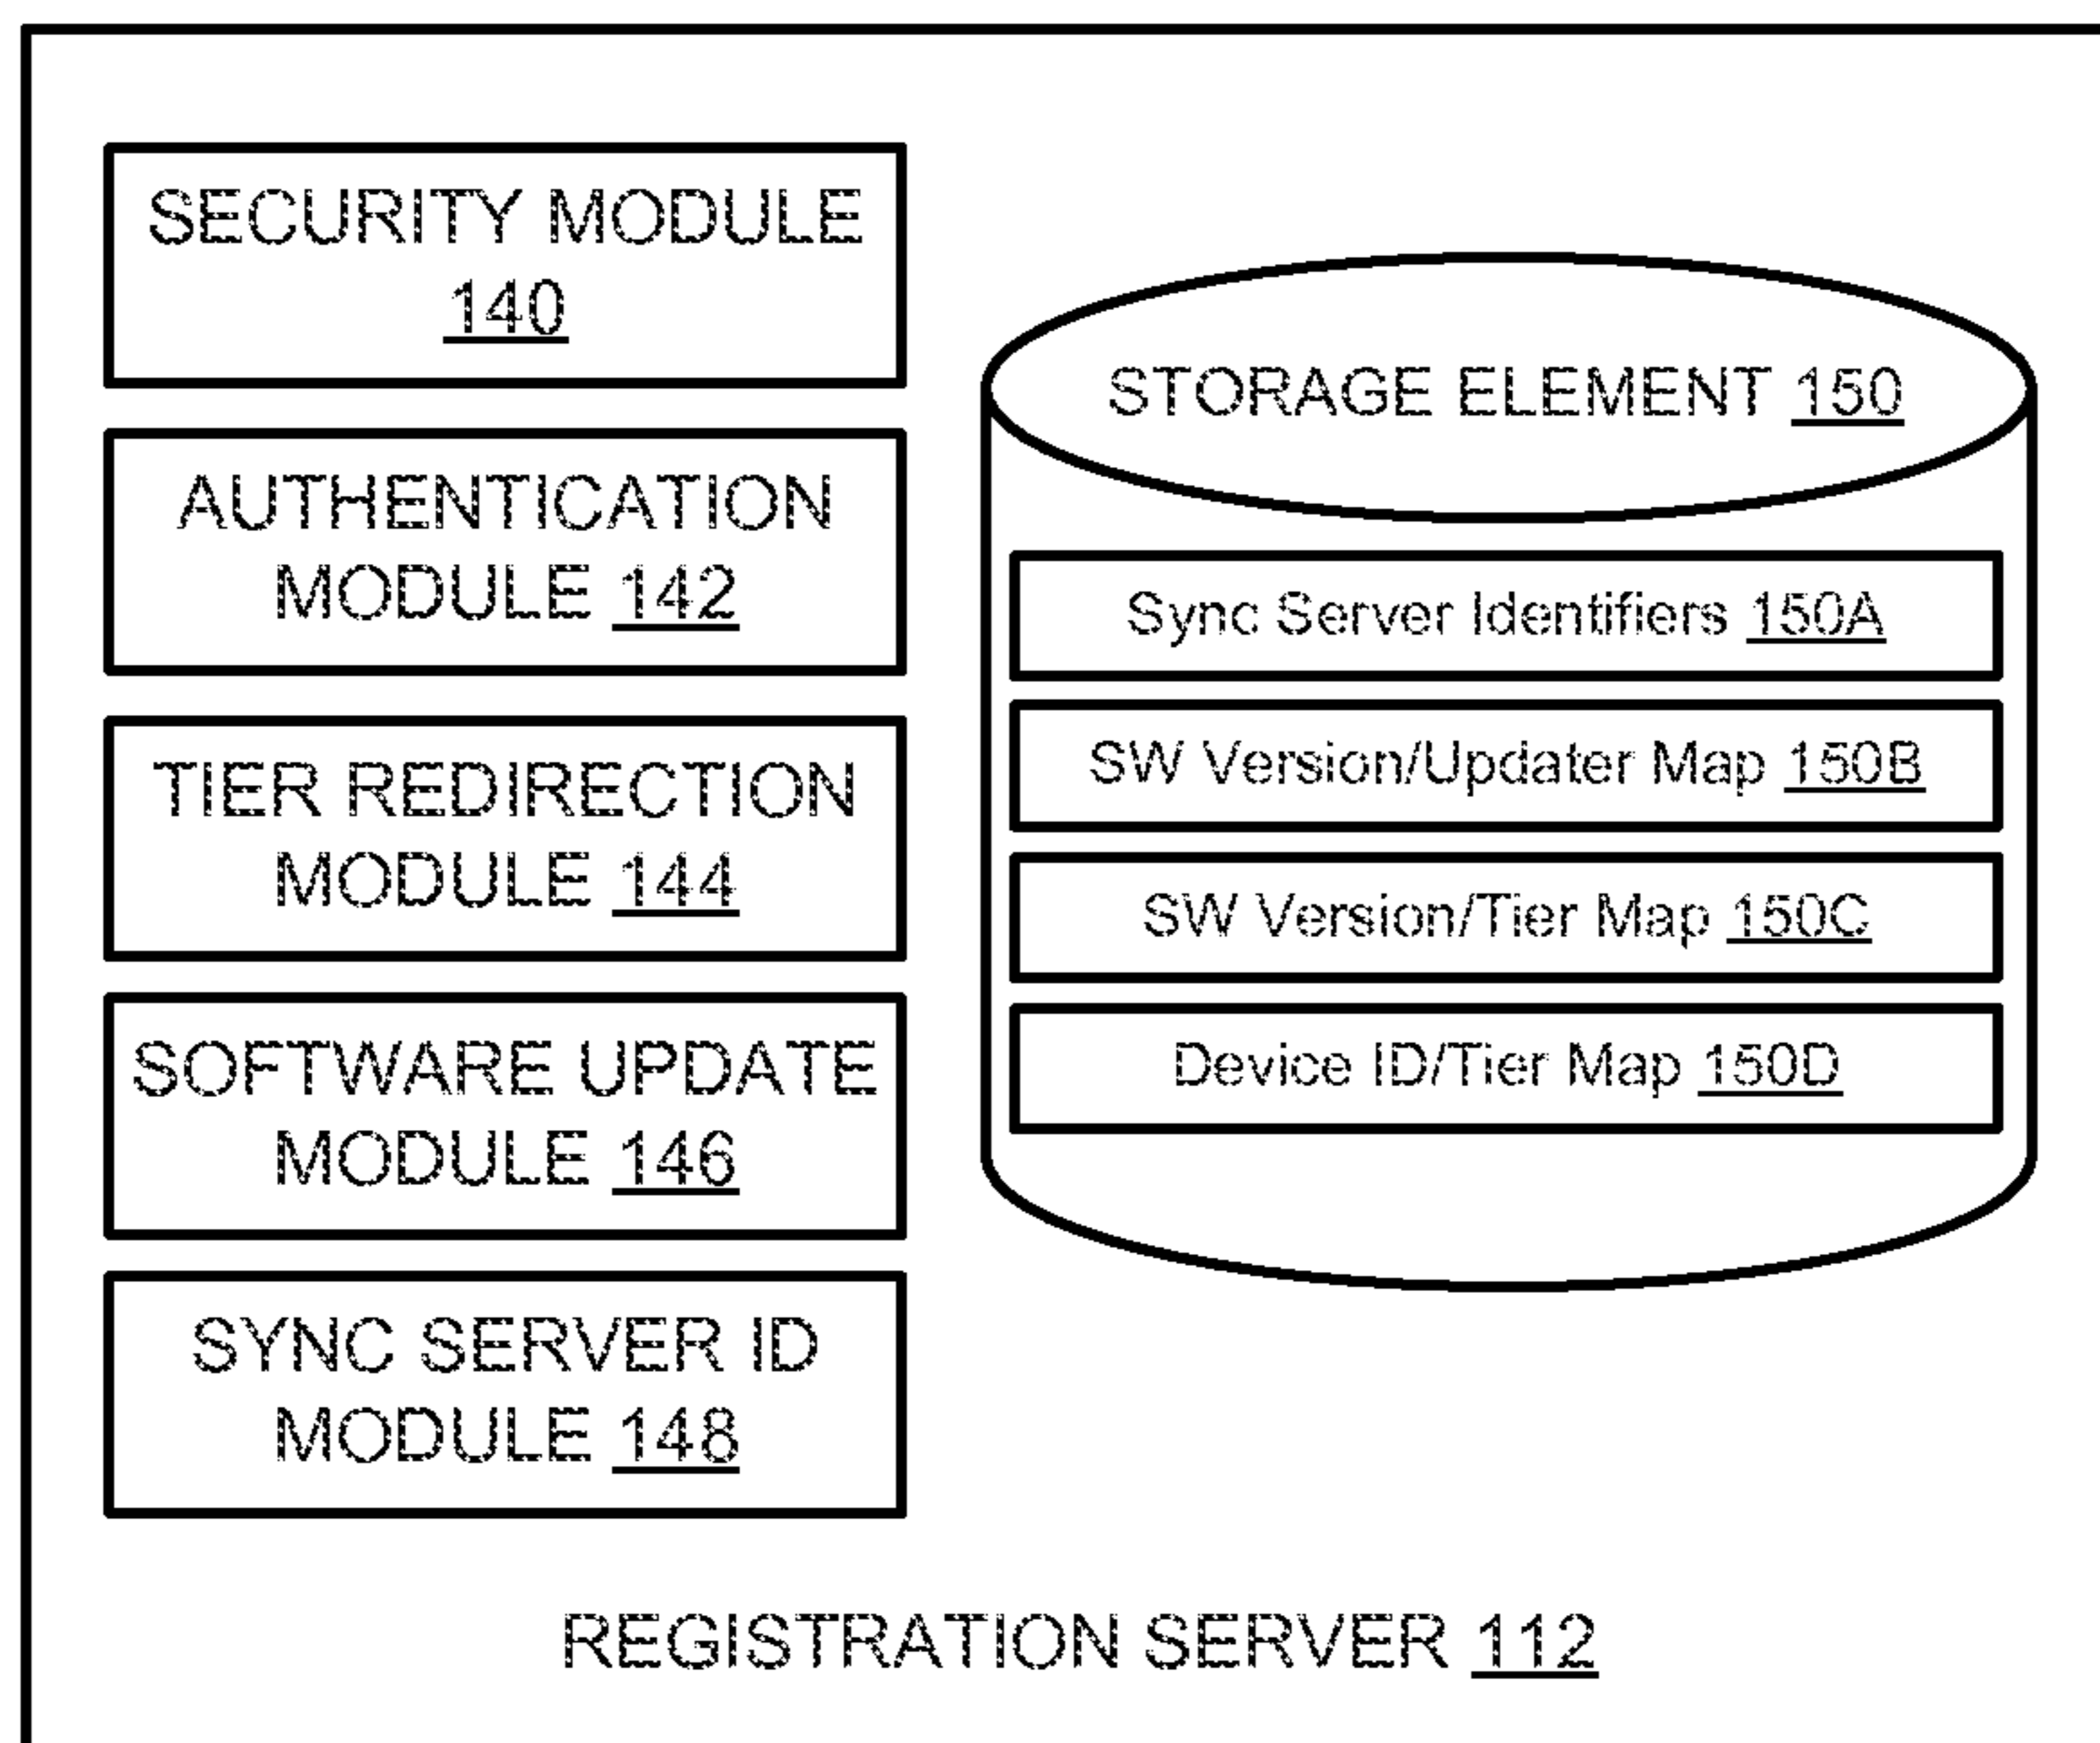 SECURITY MODULE
140
AUTHENTICATION
MODULE 142
TIER REDIRECTION
MODULE 144
SOFTWARE UPDATE
MODULE 146
SYNC SERVER ID
MODULE 148
STORAGE ELEMENT 150
Sync Server Identifiers 150A
SW Version/Updater Map 150B
SW Version/Tier Map 150C
Device ID/Tier Map 150D
REGISTRATION SERVER 112